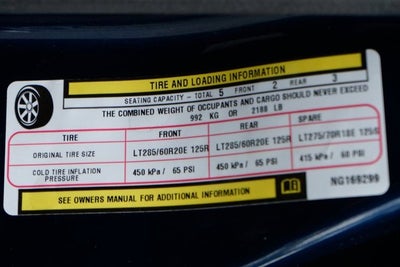 TIRE AND LOADING INFORMATION
SEATING CAPACITY - TOTAL 5 FRONT 2 REAR 3
THE COMBINED WEIGHT OF OCCUPANTS AND CARGO SHOULD NEVER EXCEED
992 KG OR 2188 LB
TIRE FRONT REAR SPARE
ORIGINAL TIRE SIZE LT285/60R20E 125R LT285/60R20E 125R LT275/70R18E 125
COLD TIRE INFLATION PRESSURE 450 kPa / 65 PSI 450 kPa / 65 PSI 415 kPa / 60 PSI
SEE OWNERS MANUAL FOR ADDITIONAL INFORMATION
NG169299